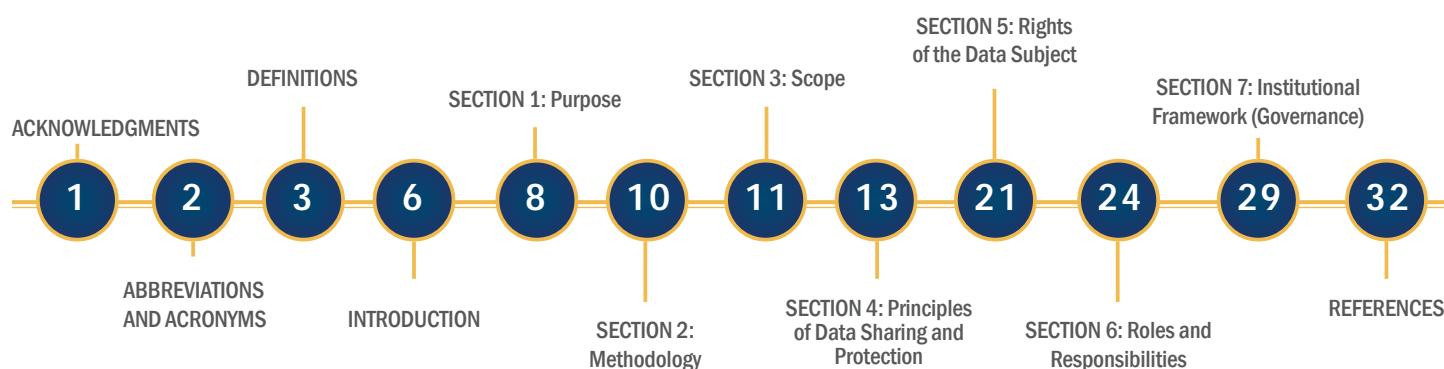 ACKNOWLEDGMENTS
1
2
ABBREVIATIONS
AND ACRONYMS
DEFINITIONS
3
6
INTRODUCTION
SECTION 1: Purpose
8
10
SECTION 2:
Methodology
SECTION 3: Scope
11
13
SECTION 4: Principles
of Data Sharing and
Protection
SECTION 5: Rights
of the Data Subject
21
24
SECTION 6: Roles and
Responsibilities
SECTION 7: Institutional
Framework (Governance)
29
32
REFERENCES